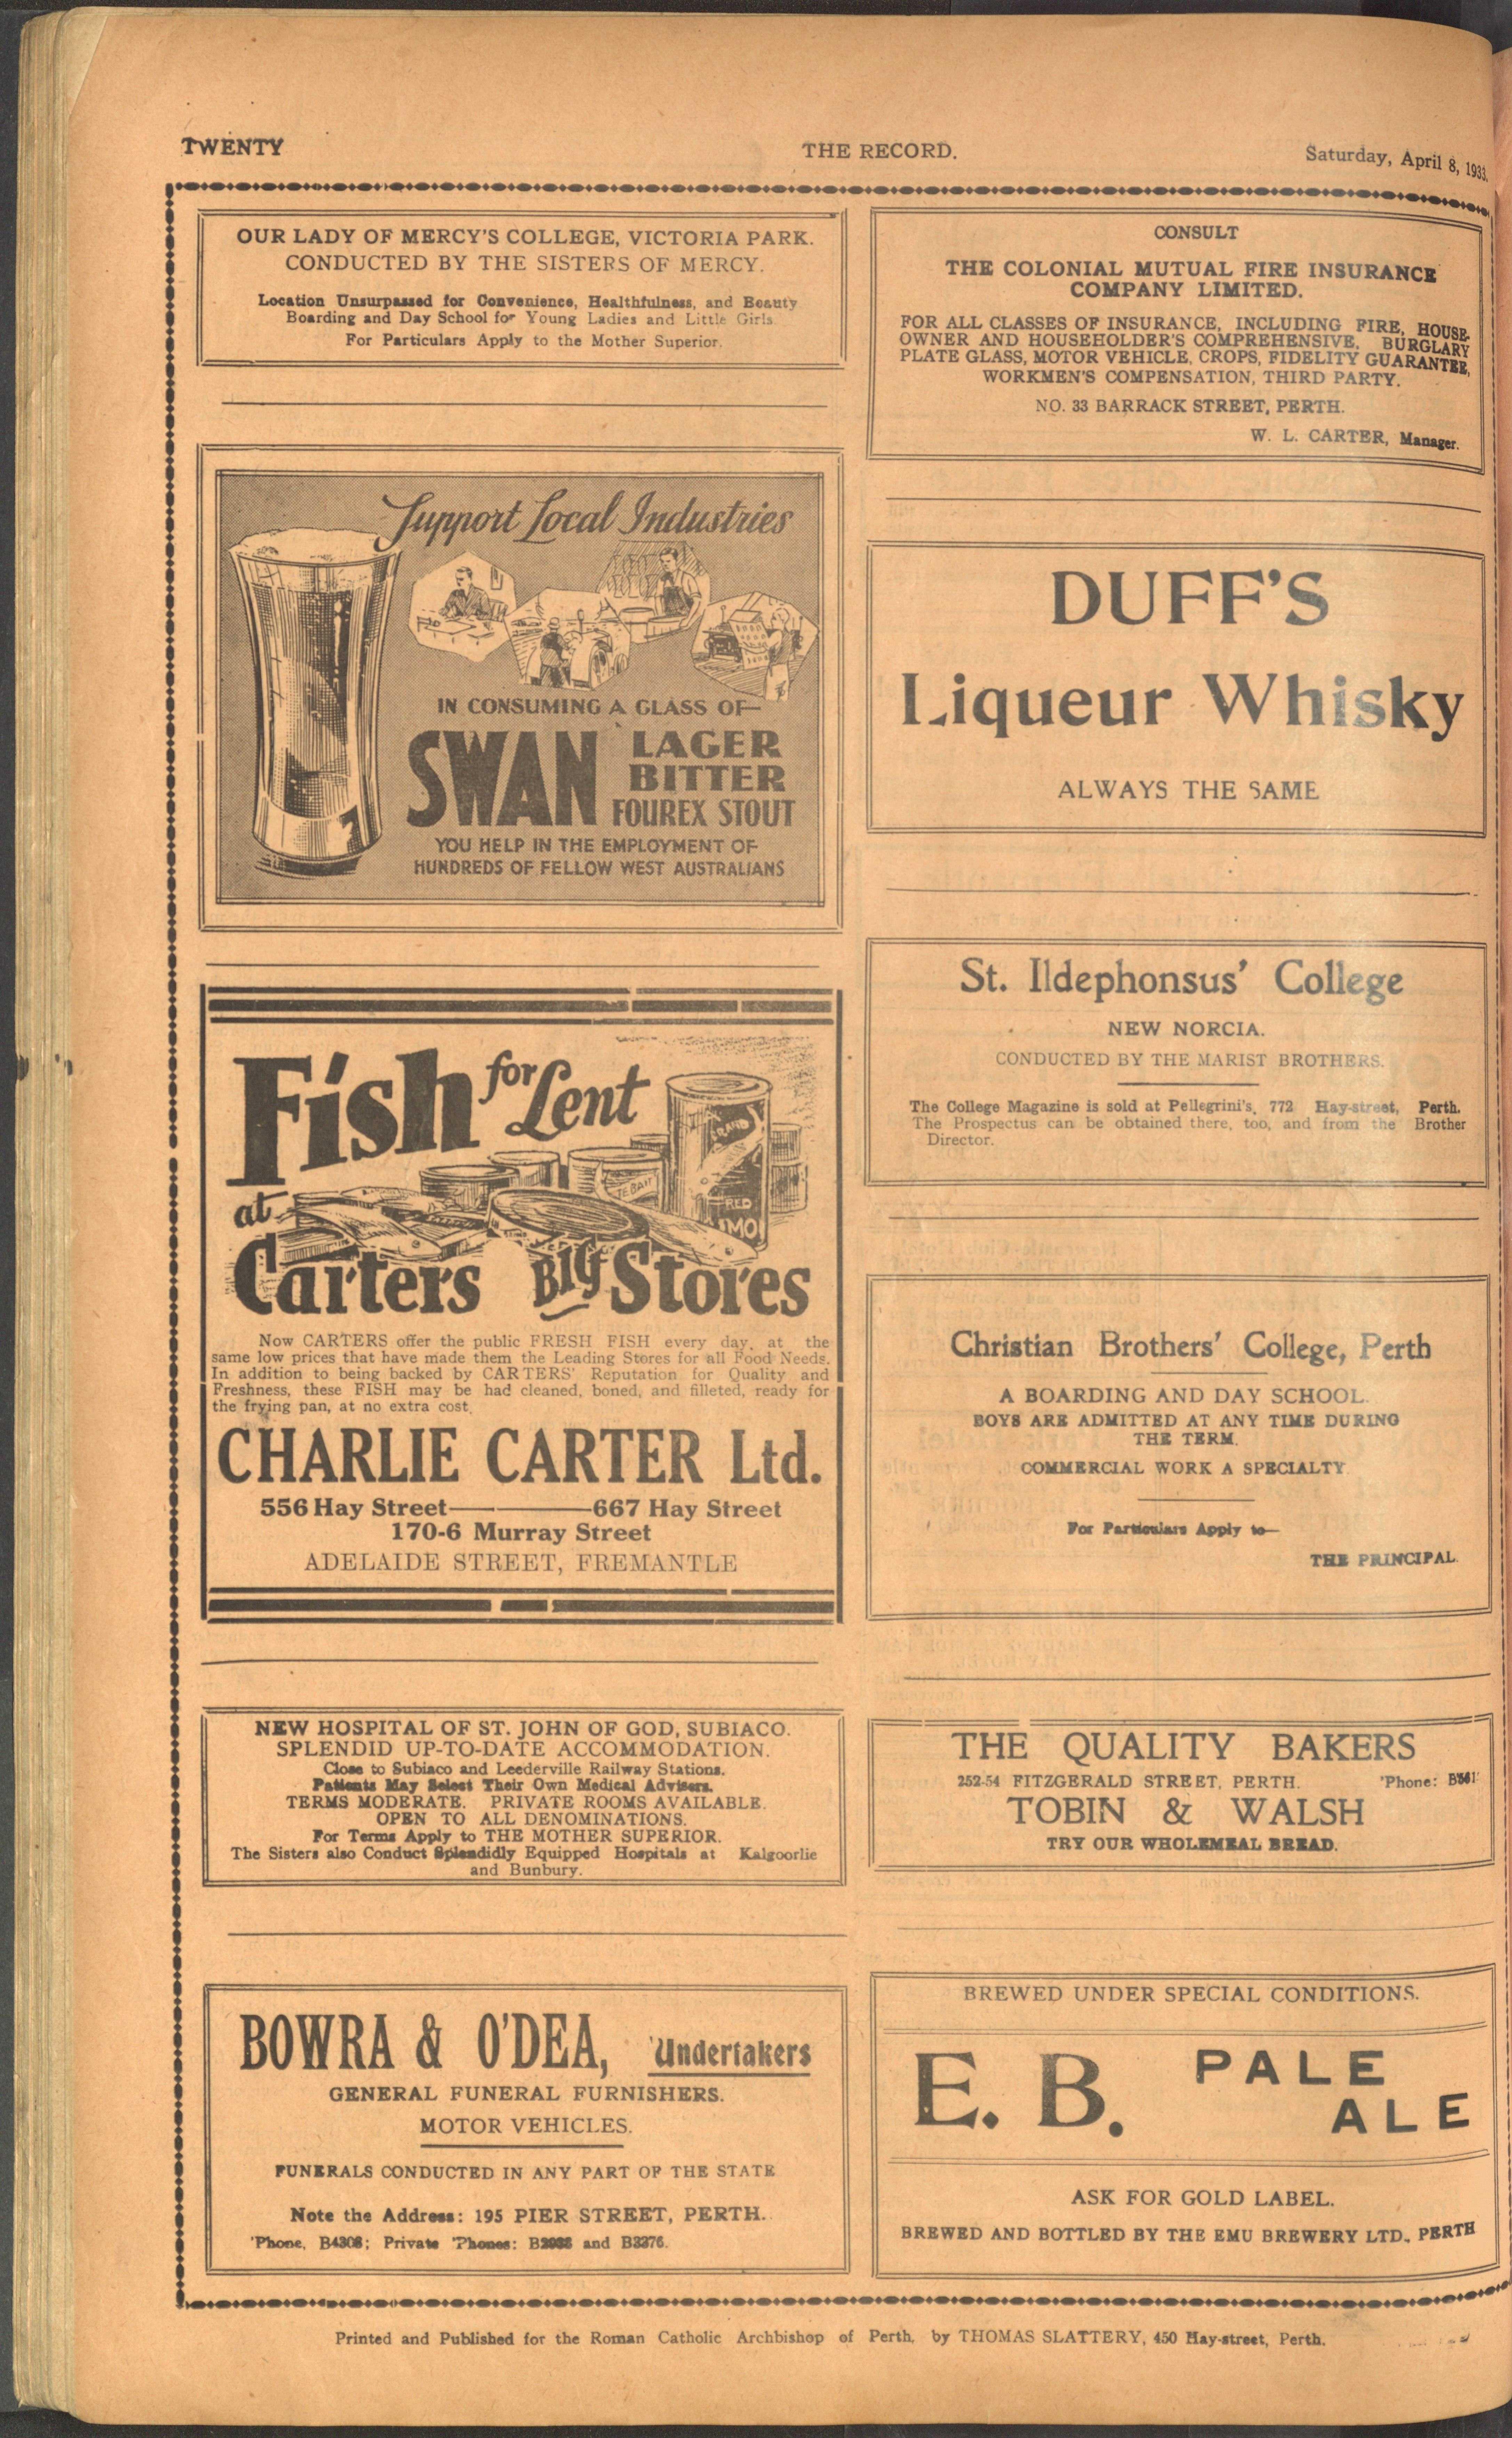 TWENTY
THE RECORD.
Saturday, April 8, 1933.
OUR LADY OF MERCY'S COLLEGE, VICTORIA PARK.
CONDUCTED BY THE SISTERS OF MERCY.
Location Unsurpassed for Convenience, Healthfulness, and Beauty
Boarding and Day School for Young Ladies and Little Girls.
For Particulars Apply to the Mother Superior.
Support Local Industries
IN CONSUMING A GLASS OF—
SWAN LAGER
BITTER
FOUREX STOUT
YOU HELP IN THE EMPLOYMENT OF
HUNDREDS OF FELLOW WEST AUSTRALIANS
Fish for Lent
at
Carters BIG Stores
Now CARTERS offer the public FRESH FISH every day, at the
same low prices that have made them the Leading Stores for all Food Needs.
In addition to being backed by CARTERS' Reputation for Quality and
Freshness, these FISH may be had cleaned, boned, and filleted, ready for
the frying pan, at no extra cost.
CHARLIE CARTER Ltd.
556 Hay Street——667 Hay Street
170-6 Murray Street
ADELAIDE STREET, FREMANTLE
NEW HOSPITAL OF ST. JOHN OF GOD, SUBIACO.
SPLENDID UP-TO-DATE ACCOMMODATION.
Close to Subiaco and Leederville Railway Stations.
Patients May Select Their Own Medical Advisers.
TERMS MODERATE. PRIVATE ROOMS AVAILABLE.
OPEN TO ALL DENOMINATIONS.
For Terms Apply to THE MOTHER SUPERIOR.
The Sisters also Conduct Splendidly Equipped Hospitals at Kalgoorlie
and Bunbury.
BOWRA & O'DEA, Undertakers
GENERAL FUNERAL FURNISHERS.
MOTOR VEHICLES.
FUNERALS CONDUCTED IN ANY PART OF THE STATE
Note the Address: 195 PIER STREET, PERTH.
'Phone, B4308; Private 'Phones: and B3376.
CONSULT
THE COLONIAL MUTUAL FIRE INSURANCE
COMPANY LIMITED.
FOR ALL CLASSES OF INSURANCE, INCLUDING FIRE, HOUSE-
OWNER AND HOUSEHOLDER'S COMPREHENSIVE, BURGLARY
PLATE GLASS, MOTOR VEHICLE, CROPS, FIDELITY GUARANTEE,
WORKMEN'S COMPENSATION, THIRD PARTY.
NO. 33 BARRACK STREET, PERTH.
W. L. CARTER, Manager.
DUFF'S
Liqueur Whisky
ALWAYS THE SAME
St. Ildephonsus' College
NEW NORCIA.
CONDUCTED BY THE MARIST BROTHERS.
The College Magazine is sold at Pellegrini's, 772 Hay-street, Perth.
The Prospectus can be obtained there, too, and from the Brother
Director.
Christian Brothers' College, Perth
A BOARDING AND DAY SCHOOL.
BOYS ARE ADMITTED AT ANY TIME DURING
THE TERM.
COMMERCIAL WORK A SPECIALTY
For Particulars Apply to—
THE PRINCIPAL.
THE QUALITY BAKERS
252-54 FITZGERALD STREET, PERTH. 'Phone:
TOBIN & WALSH
TRY OUR WHOLEMEAL BREAD.
BREWED UNDER SPECIAL CONDITIONS.
E. B. PALE
ALE
ASK FOR GOLD LABEL.
BREWED AND BOTTLED BY THE EMU BREWERY LTD., PERTH
Printed and Published for the Roman Catholic Archbishop of Perth, by THOMAS SLATTERY, 450 Hay-street, Perth.